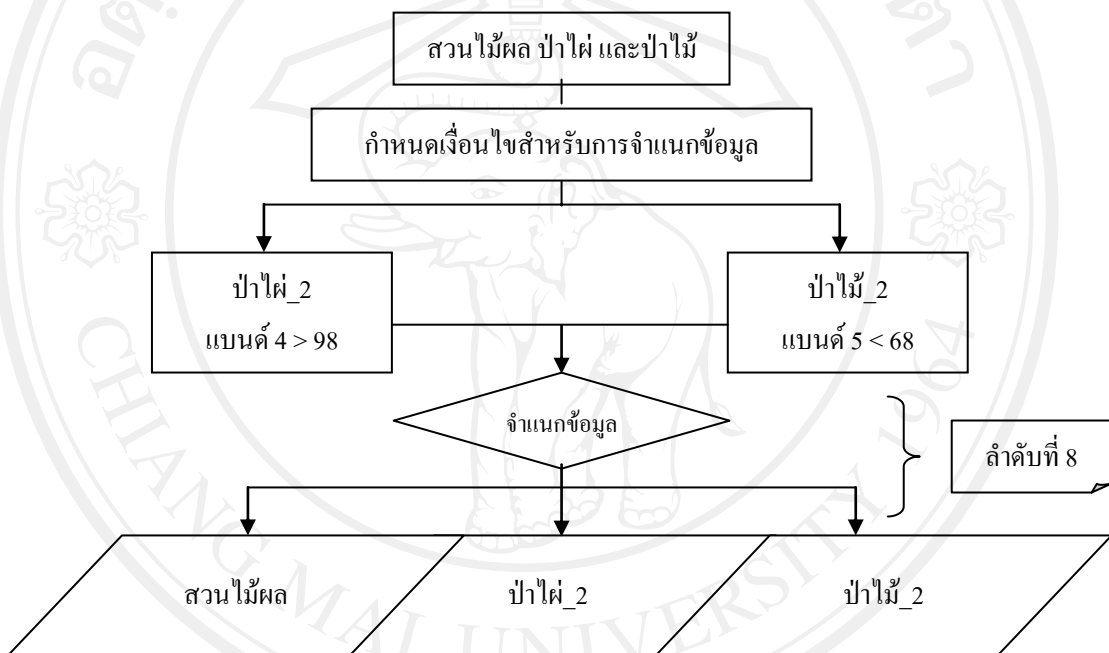 สวนไม้ผล ป่าไผ่ และป่าไม้
กำหนดเงื่อนไขสำหรับการจำแนกข้อมูล
ป่าไผ่_2
แบนด์ 4 > 98
ป่าไม้_2
แบนด์ 5 < 68
จำแนกข้อมูล
ลำดับที่ 8
สวนไม้ผล
ป่าไผ่_2
ป่าไม้_2
CHIANG MAI UNIVERSITY 1964